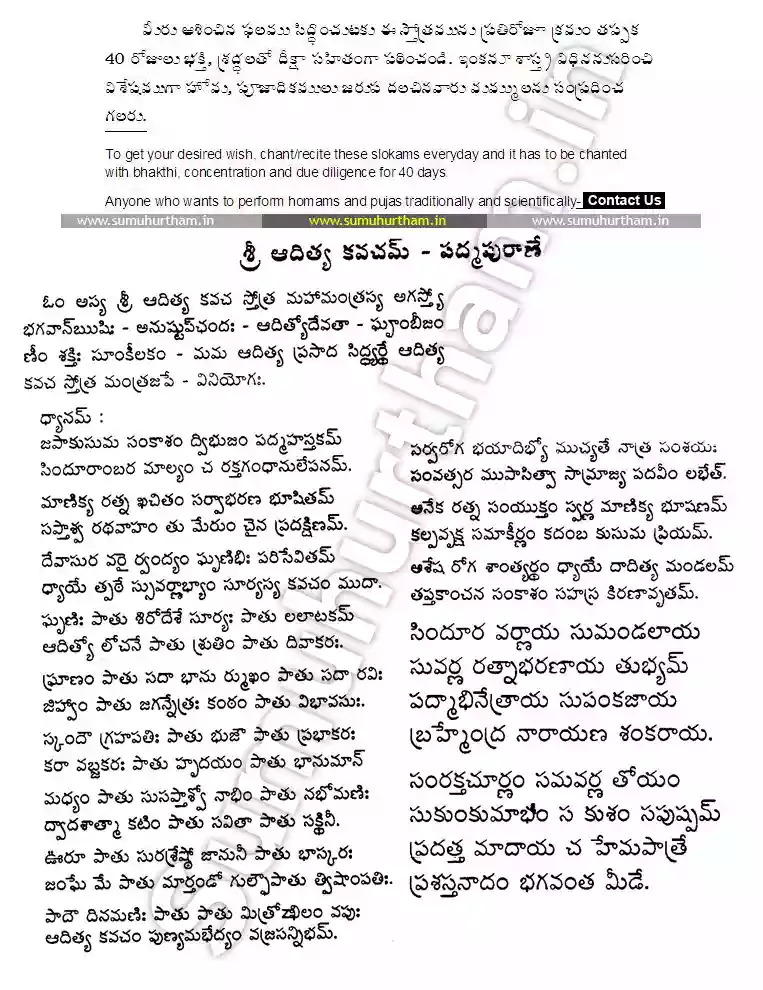 మీరు ఆశించిన ఫలము సిద్ధించుటకు ఈ స్తోత్రమును ప్రతిరోజూ క్రమం తప్పక
40 రోజులు భక్తి, శ్రద్ధలతో దీక్షా సహితంగా పఠించండి. ఇంకనూ శాస్త్ర విధిననుసరించి
విశేషముగా హోమ, పూజాదికములు జరుప దలచినవారు మమ్ములను సంప్రదించ
గలరు.
To get your desired wish, chant/recite these slokams everyday and it has to be chanted
with bhakthi, concentration and due diligence for 40 days.
Anyone who wants to perform homams and pujas traditionally and scientifically- Contact Us
www.sumuhurtham.in www.sumuhurtham.in www.sumuhurtham.in
శ్రీ ఆదిత్య కవచమ్ - పద్మపురాణే
ఓం అస్య శ్రీ ఆదిత్య కవచ స్తోత్ర మహామంత్రస్య అగస్త్యో
భగవాన్ఋషిః - అనుష్టుప్ఛందః - ఆదిత్యోదేవతా - ఘృాంబీజం
ణీం శక్తిః సూంకీలకం - మమ ఆదిత్య ప్రసాద సిద్ధ్యర్థే ఆదిత్య
కవచ స్తోత్ర మంత్రజపే - వినియోగః.
ధ్యానమ్ :
జపాకుసుమ సంకాశం ద్విభుజం పద్మహస్తకమ్
సిందూరాంబర మాల్యం చ రక్తగంధానులేపనమ్.
మాణిక్య రత్న ఖచితం సర్వాభరణ భూషితమ్
సప్తాశ్వ రథవాహం తు మేరుం చైవ ప్రదక్షిణమ్.
దేవాసుర వరై ర్వంద్యం ఘృణిభిః పరిసేవితమ్
ధ్యాయే త్పఠే త్సువర్ణాభ్యాం సూర్యస్య కవచం ముదా.
ఘృణిః పాతు శిరోదేశే సూర్యః పాతు లలాటకమ్
ఆదిత్యో లోచనే పాతు శ్రుతిం పాతు దివాకరః.
ఘ్రాణం పాతు సదా భాను ర్ముఖం పాతు సదా రవిః
జిహ్వాం పాతు జగన్నేత్రః కంఠం పాతు విభావసుః.
స్కందౌ గ్రహపతిః పాతు భుజౌ పాతు ప్రభాకరః
కరా వబ్జకరః పాతు హృదయం పాతు భానుమాన్
మధ్యం పాతు సుసప్తాశ్వో నాభిం పాతు నభోమణిః
ద్వాదశాత్మా కటిం పాతు సవితా పాతు సక్థినీ.
ఊరూ పాతు సురశ్రేష్ఠో జానునీ పాతు భాస్కరః
జంఘే మే పాతు మార్తాండో గుల్ఫౌపాతు త్విషాంపతిః.
పాదౌ దినమణిః పాతు పాతు మిత్రోఽఖిలం వపుః
ఆదిత్య కవచం పుణ్యమభేద్యం వజ్రసన్నిభమ్.
సర్వరోగ భయాదిభ్యో ముచ్యతే నాత్ర సంశయః
సంవత్సర ముపాసిత్వా సామ్రాజ్య పదవీం లభేత్.
అనేక రత్న సంయుక్తం స్వర్ణ మాణిక్య భూషణమ్
కల్పవృక్ష సమాకీర్ణం కదంబ కుసుమ ప్రియమ్.
అశేష రోగ శాంత్యర్థం ధ్యాయే దాదిత్య మండలమ్
తప్తకాంచన సంకాశం సహస్ర కిరణావృతమ్.
సిందూర వర్ణాయ సుమండలాయ
సువర్ణ రత్నాభరణాయ తుభ్యమ్
పద్మాభినేత్రాయ సుపంకజాయ
బ్రహ్మేంద్ర నారాయణ శంకరాయ.
సంరక్తచూర్ణం సమవర్ణ తోయం
సుకుంకుమాభం స కుశం సపుష్పమ్
ప్రదత్త మాదాయ చ హేమపాత్రే
ప్రశస్తనాదం భగవంత మీడే.
Sumuhurtham.in